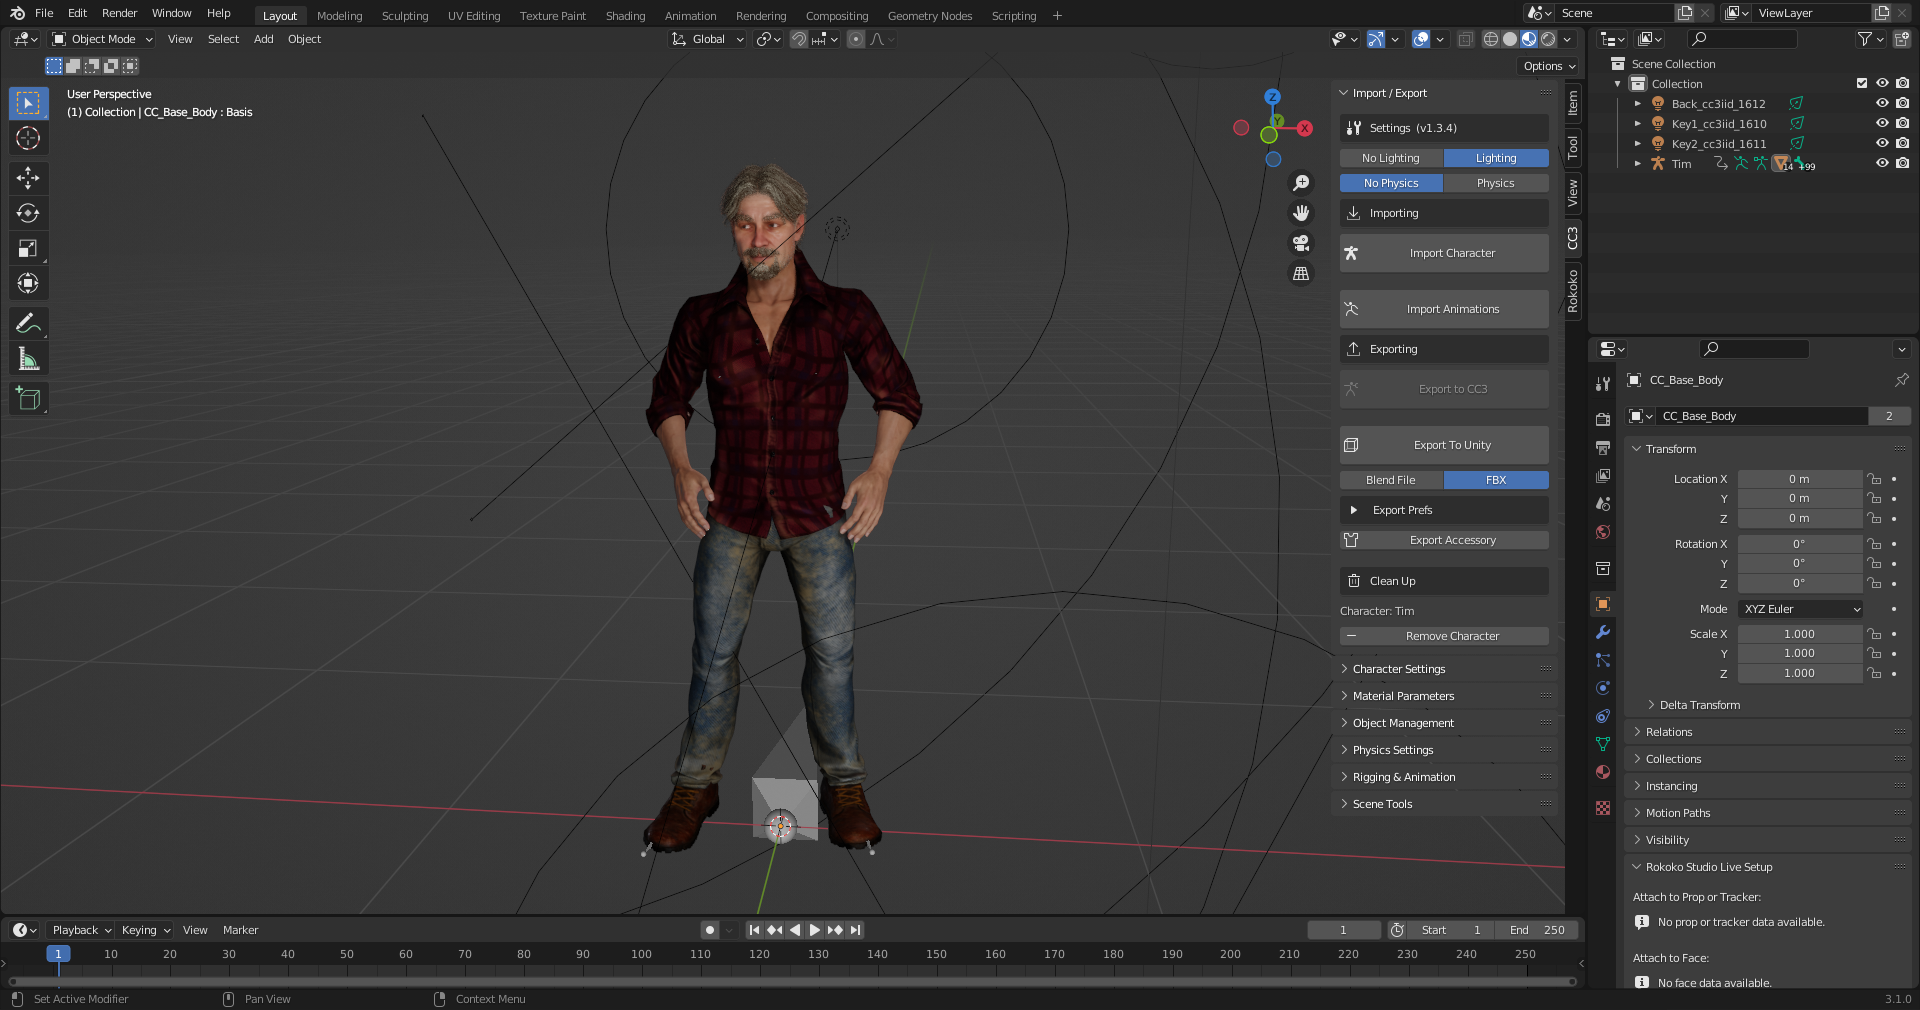 File Edit Render Window Help Layout Modeling Sculpting UV Editing Texture Paint Shading Animation Rendering Compositing Geometry Nodes Scripting + Scene ViewLayer
Object Mode View Select Add Object Global
Options
User Perspective
(1) Collection | CC_Base_Body : Basis
Z
Y
X
Import / Export
Settings (v1.3.4)
No Lighting Lighting
No Physics Physics
Importing
Import Character
Import Animations
Exporting
Export to CC3
Export To Unity
Blend File FBX
Export Prefs
Export Accessory
Clean Up
Character: Tim
Remove Character
Character Settings
Material Parameters
Object Management
Physics Settings
Rigging & Animation
Scene Tools
Item
Tool
View
CC3
Rokoko
Scene Collection
Collection
Back_cc3iid_1612
Key1_cc3iid_1610
Key2_cc3iid_1611
Tim 14 +99
CC_Base_Body
CC_Base_Body 2
Transform
Location X 0 m
Y 0 m
Z 0 m
Rotation X 0°
Y 0°
Z 0°
Mode XYZ Euler
Scale X 1.000
Y 1.000
Z 1.000
Delta Transform
Relations
Collections
Instancing
Motion Paths
Visibility
Rokoko Studio Live Setup
Attach to Prop or Tracker:
No prop or tracker data available.
Attach to Face:
No face data available.
Playback Keying View Marker 1 Start 1 End 250
1 10 20 30 40 50 60 70 80 90 100 110 120 130 140 150 160 170 180 190 200 210 220 230 240 250
Set Active Modifier Pan View Context Menu 3.1.0